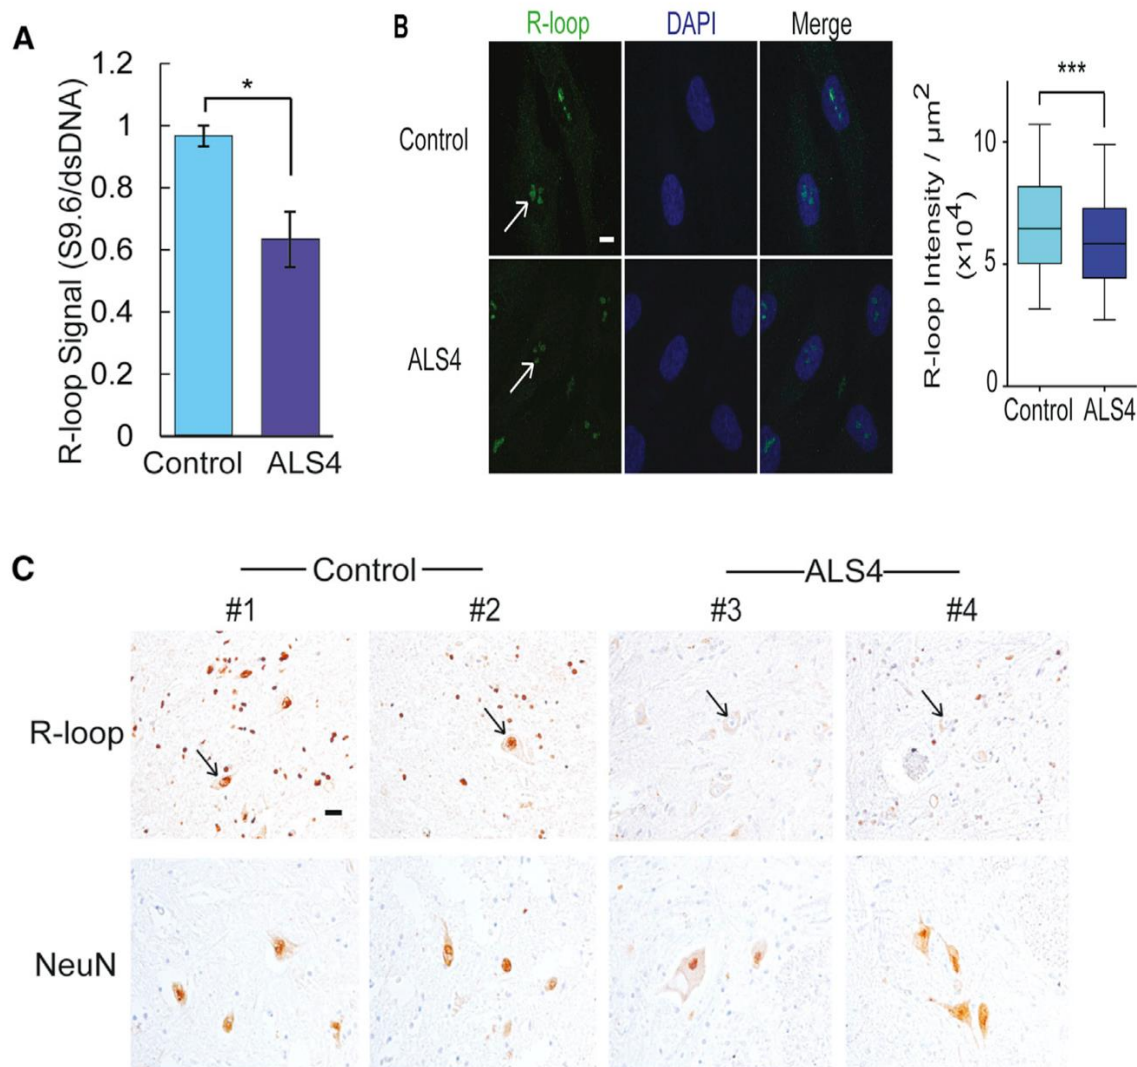 A
R-loop Signal (S9.6/dsDNA)
1.2
1
0.8
0.6
0.4
0.2
0
*
Control ALS4
B
R-loop DAPI Merge
Control
ALS4
R-loop Intensity / µm²
(x10⁴)
10
5
0
***
Control ALS4
C
Control ALS4
#1 #2 #3 #4
R-loop
NeuN